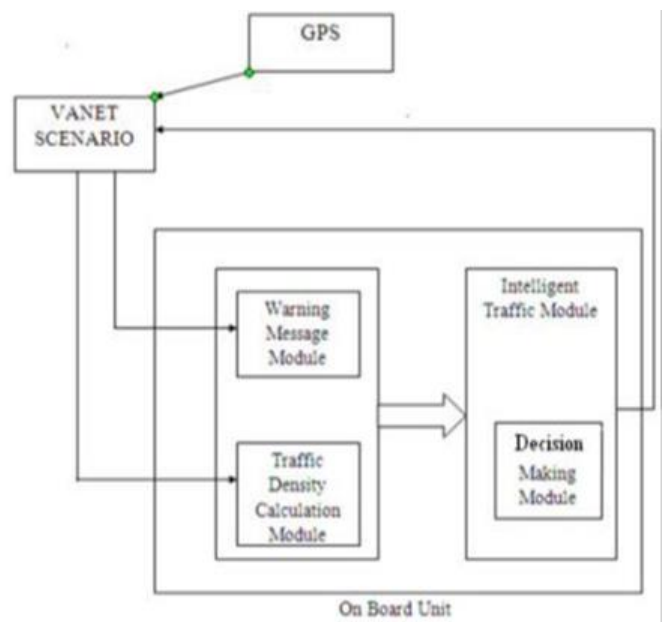 GPS
VANET
SCENARIO
Warning
Message
Module
Traffic
Density
Calculation
Module
Intelligent
Traffic Module
Decision
Making
Module
On Board Unit